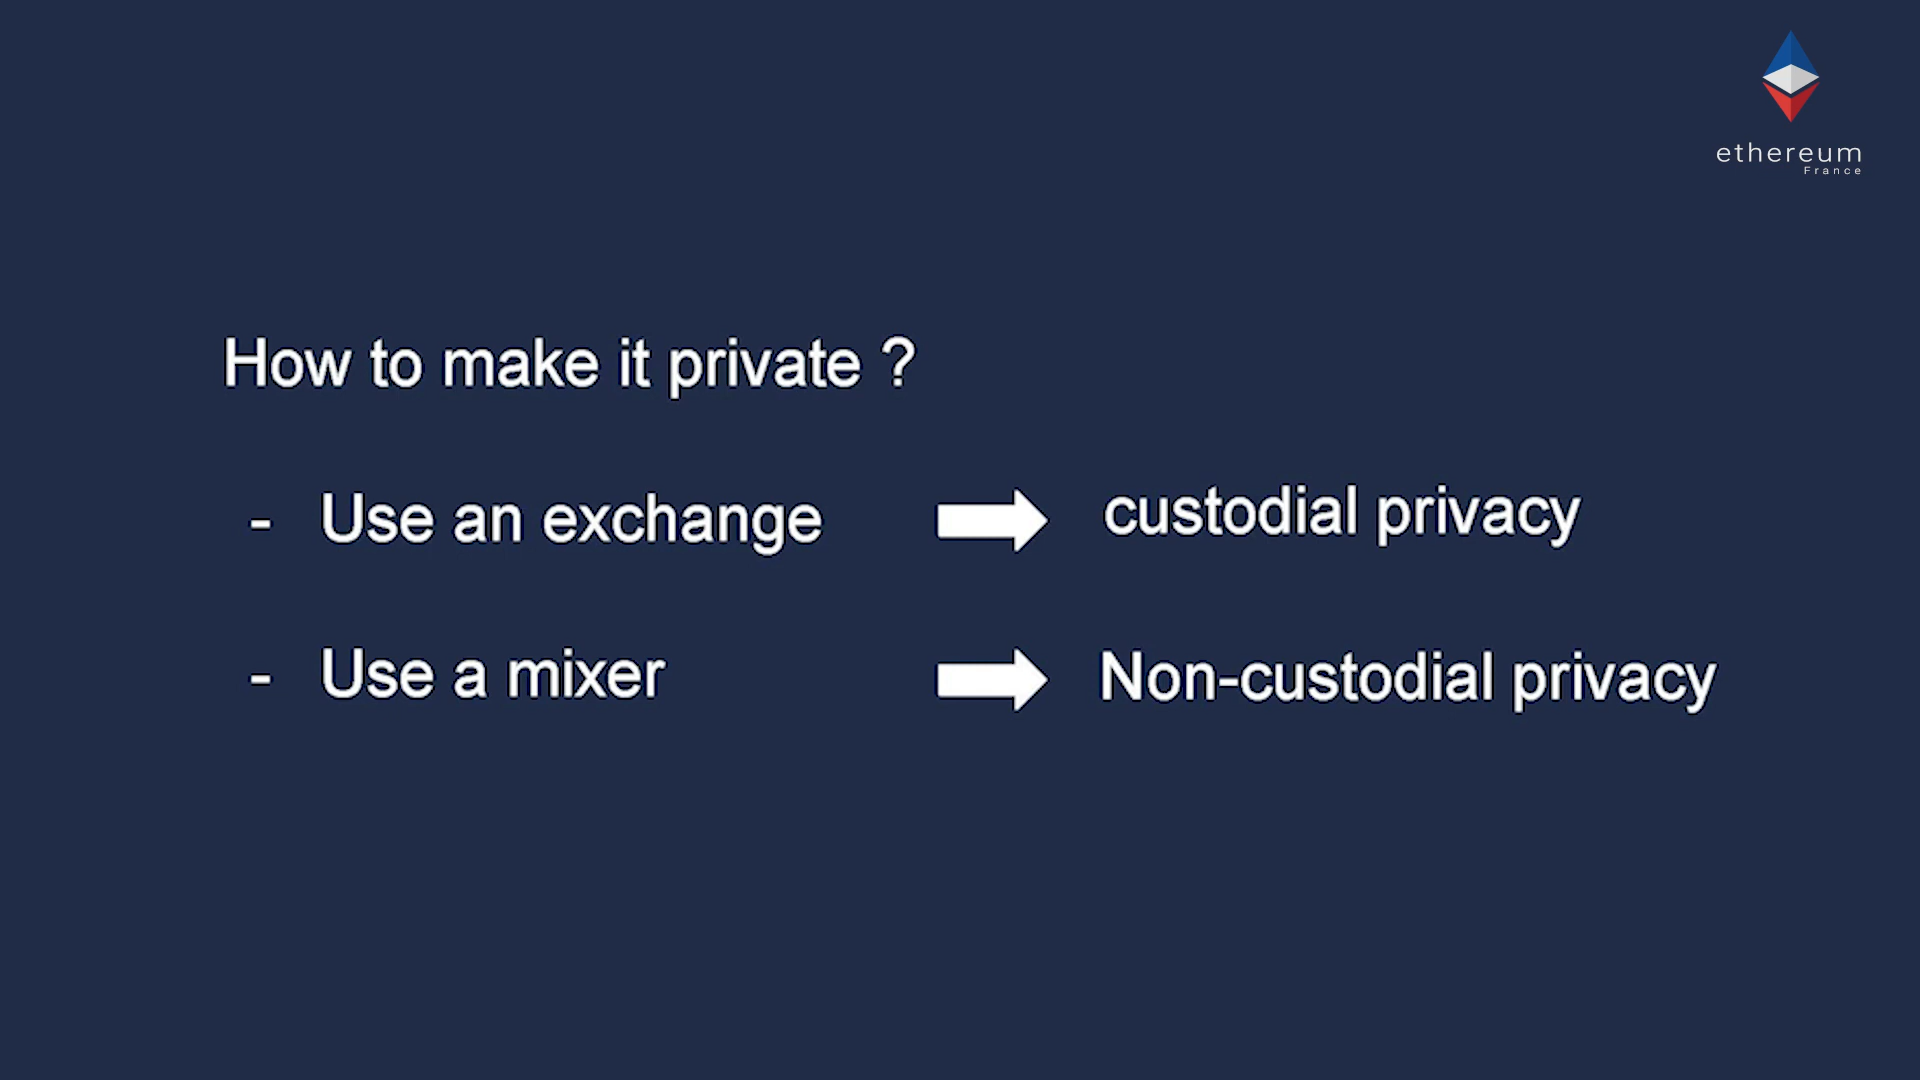 ethereum
France
How to make it private ?
- Use an exchange custodial privacy
- Use a mixer Non-custodial privacy